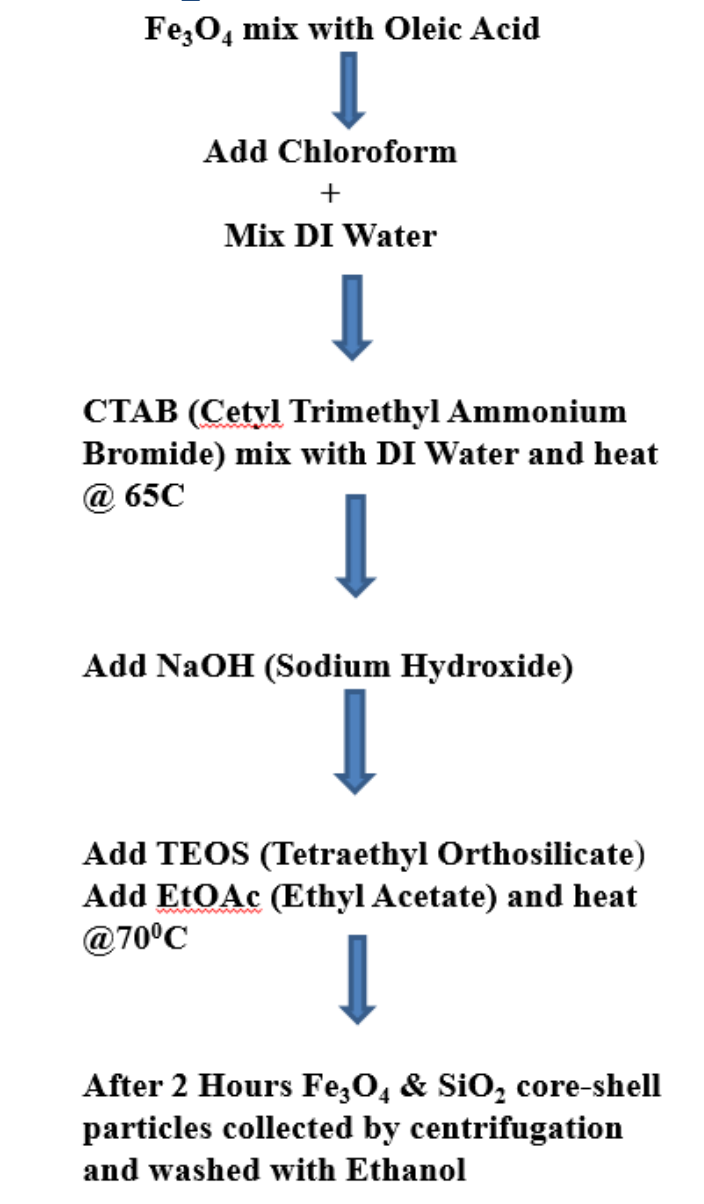 Fe₃O₄ mix with Oleic Acid
Add Chloroform
+
Mix DI Water
CTAB (Cetyl Trimethyl Ammonium
Bromide) mix with DI Water and heat
@ 65C
Add NaOH (Sodium Hydroxide)
Add TEOS (Tetraethyl Orthosilicate)
Add EtOAc (Ethyl Acetate) and heat
@70⁰C
After 2 Hours Fe₃O₄ & SiO₂ core-shell
particles collected by centrifugation
and washed with Ethanol